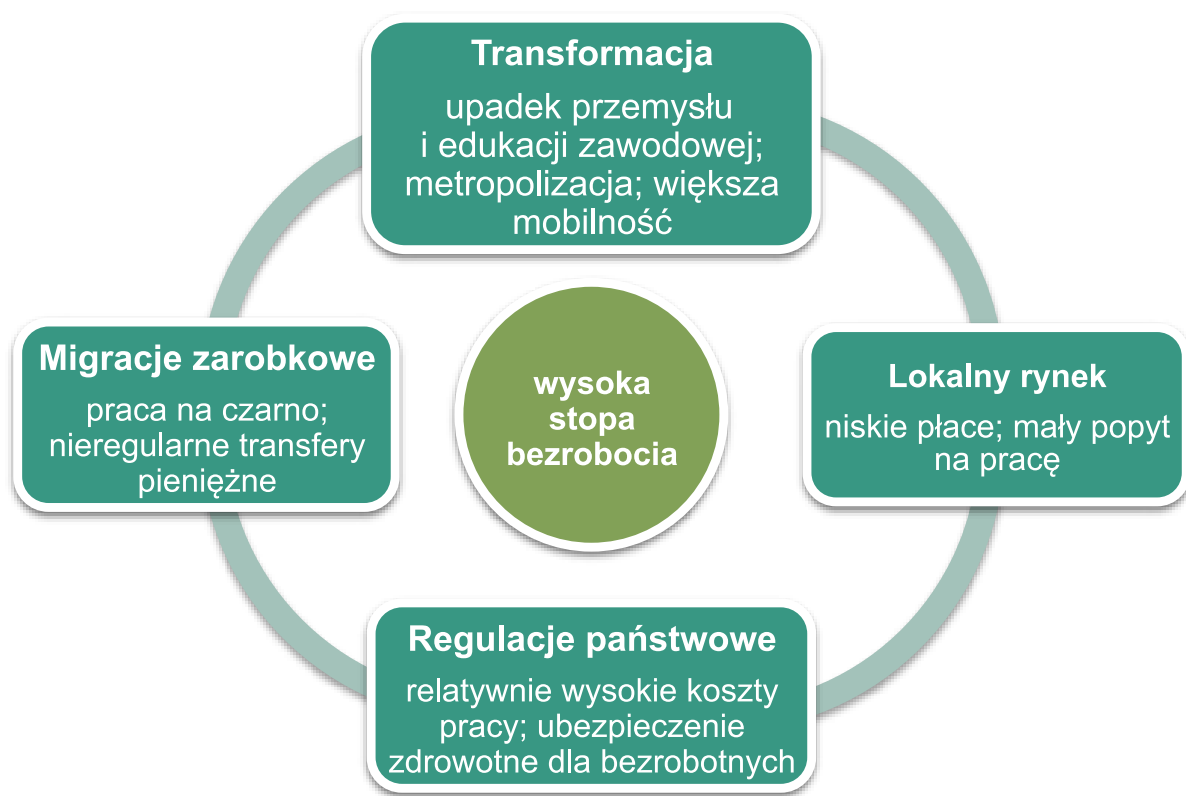 Transformacja
upadek przemysłu
i edukacji zawodowej;
metropolizacja; większa
mobilność
Migracje zarobkowe
praca na czarno;
nieregularne transfery
pieniężne
wysoka
stopa
bezrobocia
Lokalny rynek
niskie płace; mały popyt
na pracę
Regulacje państwowe
relatywnie wysokie koszty
pracy; ubezpieczenie
zdrowotne dla bezrobotnych